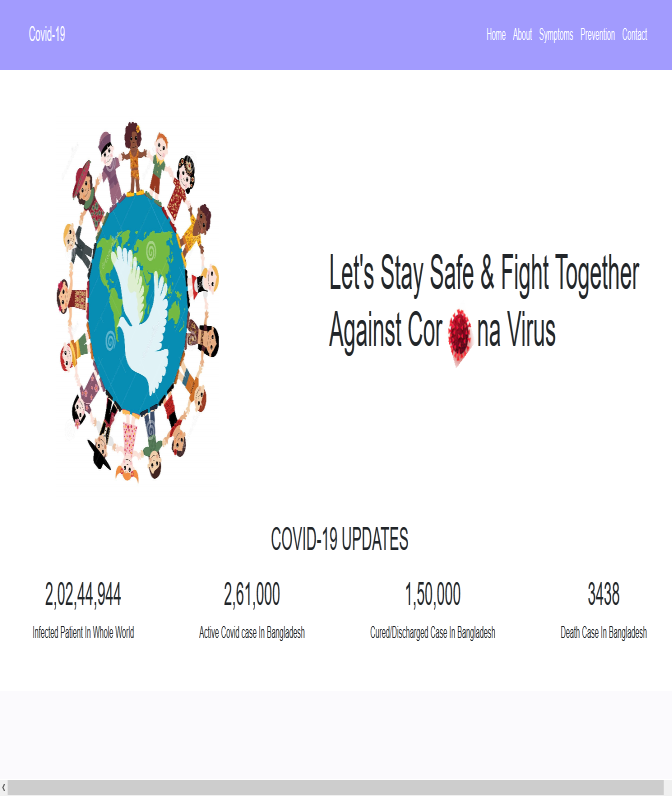 Covid-19
Home About Symptoms Prevention Contact
Let's Stay Safe & Fight Together
Against Cor na Virus
COVID-19 UPDATES
2,02,44,944
Infected Patient In Whole World
2,61,000
Active Covid case In Bangladesh
1,50,000
Cured/Discharged Case In Bangladesh
3438
Death Case In Bangladesh